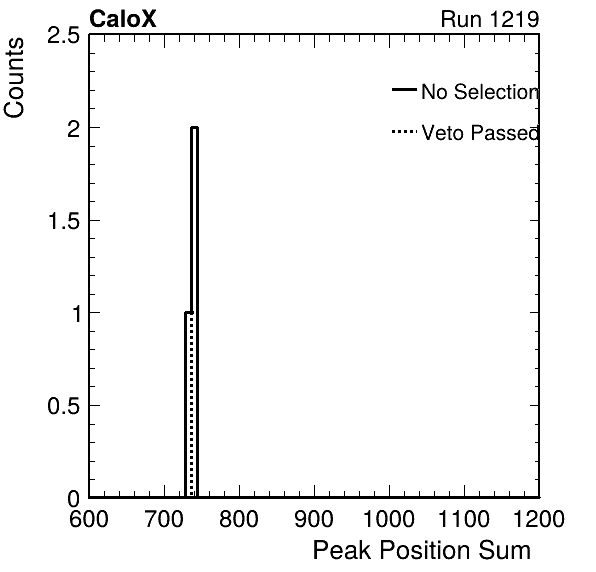 CaloX Run 1219
Counts
2.5
2
1.5
1
0.5
0
No Selection
Veto Passed
600 700 800 900 1000 1100 1200
Peak Position Sum